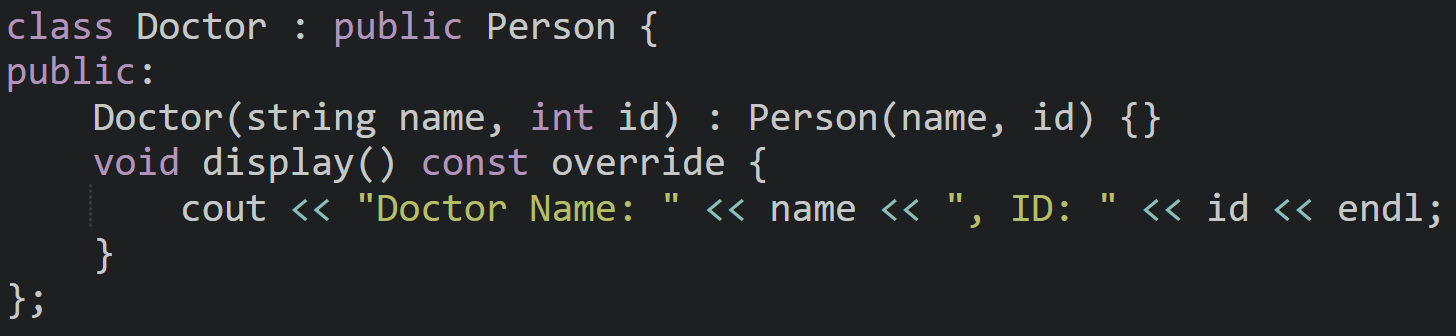 class Doctor : public Person {
public:
    Doctor(string name, int id) : Person(name, id) {}
    void display() const override {
        cout << "Doctor Name: " << name << ", ID: " << id << endl;
    }
};